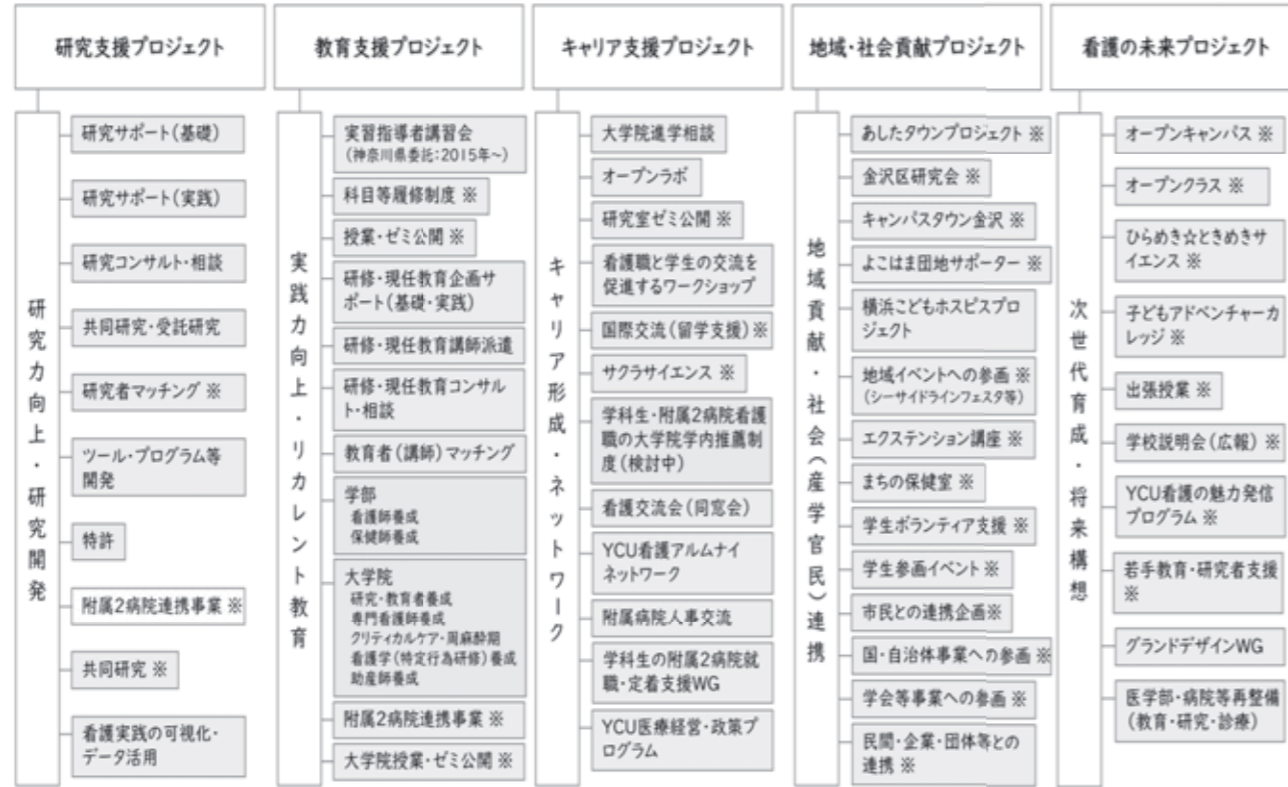 研究支援プロジェクト
研究力向上・研究開発
研究サポート(基礎)
研究サポート(実践)
研究コンサルト・相談
共同研究・受託研究
研究者マッチング ※
ツール・プログラム等
開発
特許
附属2病院連携事業 ※
共同研究 ※
看護実践の可視化・
データ活用
教育支援プロジェクト
実践力向上・リカレント教育
実習指導者講習会
(神奈川県委託:2015年~)
科目等履修制度 ※
授業・ゼミ公開 ※
研修・現任教育企画サ
ポート(基礎・実践)
研修・現任教育講師派遣
研修・現任教育コンサル
ト・相談
教育者(講師)マッチング
学部
看護師養成
保健師養成
大学院
研究・教育者養成
専門看護師養成
クリティカルケア・周麻酔期
看護学(特定行為研修)養成
助産師養成
附属2病院連携事業 ※
大学院授業・ゼミ公開 ※
キャリア支援プロジェクト
キャリア形成・ネットワーク
大学院進学相談
オープンラボ
研究室ゼミ公開 ※
看護職と学生の交流を
促進するワークショップ
国際交流(留学支援) ※
サクラサイエンス ※
学科生・附属2病院看護
職の大学院学内推薦制
度(検討中)
看護交流会(同窓会)
YCU看護アルムナイ
ネットワーク
附属病院人事交流
学科生の附属2病院就
職・定着支援WG
YCU医療経営・政策プ
ログラム
地域・社会貢献プロジェクト
地域貢献・社会(産学官民)連携
あしたタウンプロジェクト ※
金沢区研究会 ※
キャンパスタウン金沢 ※
よこはま団地サポーター ※
横浜こどもホスピスプロ
ジェクト
地域イベントへの参画 ※
(シーサイドラインフェスタ等)
エクステンション講座 ※
まちの保健室 ※
学生ボランティア支援 ※
学生参画イベント ※
市民との連携企画※
国・自治体事業への参画 ※
学会等事業への参画 ※
民間・企業・団体等との
連携 ※
看護の未来プロジェクト
次世代育成・将来構想
オープンキャンパス ※
オープンクラス ※
ひらめき☆ときめきサ
イエンス ※
子どもアドベンチャーカ
レッジ ※
出張授業 ※
学校説明会(広報) ※
YCU看護の魅力発信
プログラム ※
若手教育・研究者支援
※
グランドデザインWG
医学部・病院等再整備
(教育・研究・診療)